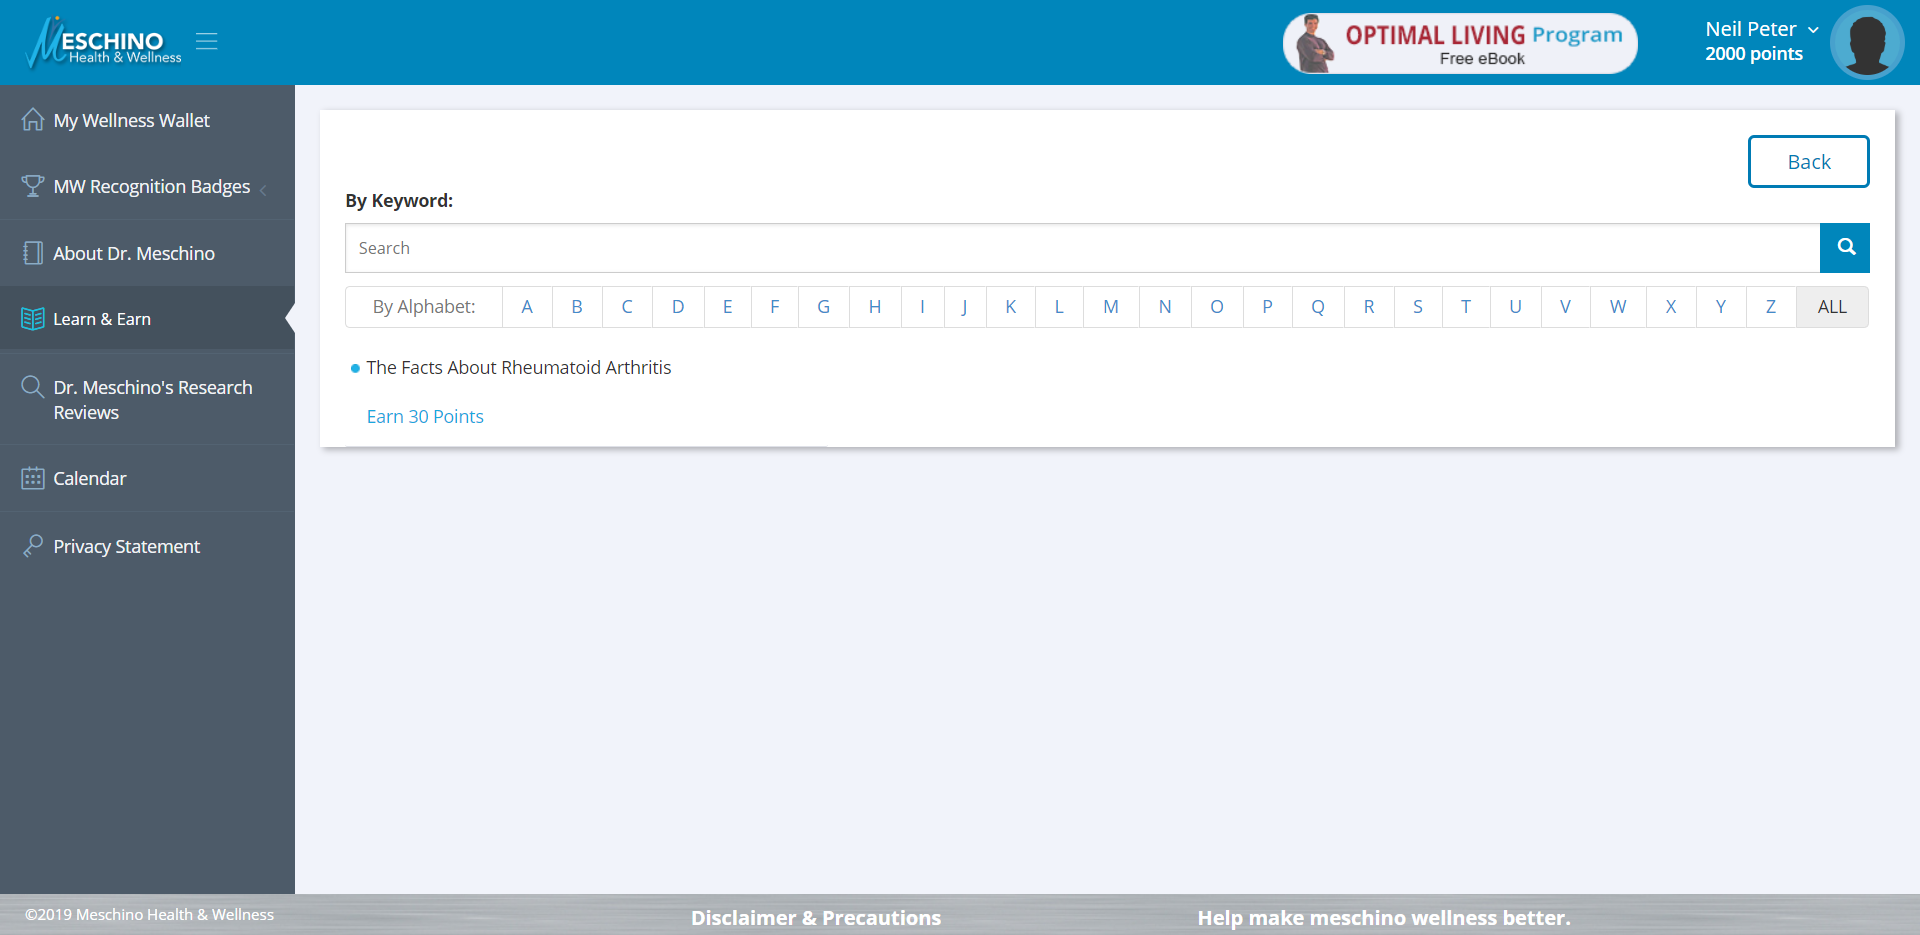 MESCHINO
Health & Wellness
OPTIMAL LIVING Program
Free eBook
Neil Peter
2000 points
My Wellness Wallet
MW Recognition Badges
About Dr. Meschino
Learn & Earn
Dr. Meschino's Research
Reviews
Calendar
Privacy Statement
Back
By Keyword:
Search
By Alphabet: A B C D E F G H I J K L M N O P Q R S T U V W X Y Z ALL
The Facts About Rheumatoid Arthritis
Earn 30 Points
©2019 Meschino Health & Wellness
Disclaimer & Precautions
Help make meschino wellness better.